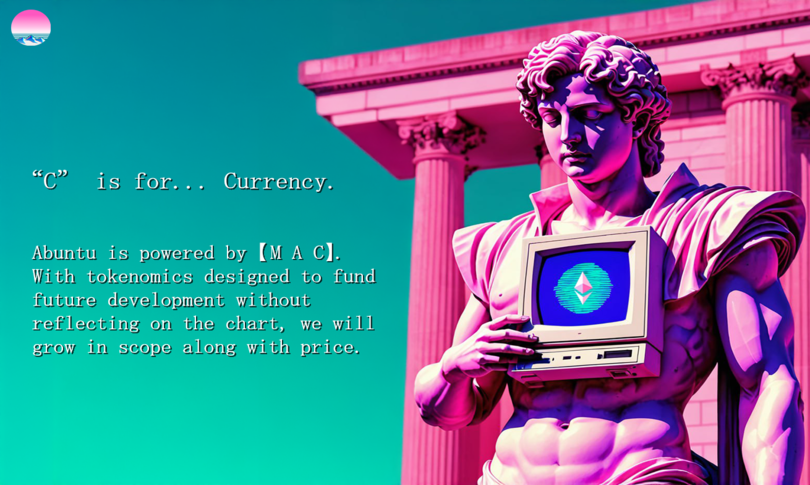 “C” is for... Currency.
Abuntu is powered by【M A C】.
With tokenomics designed to fund
future development without
reflecting on the chart, we will
grow in scope along with price.